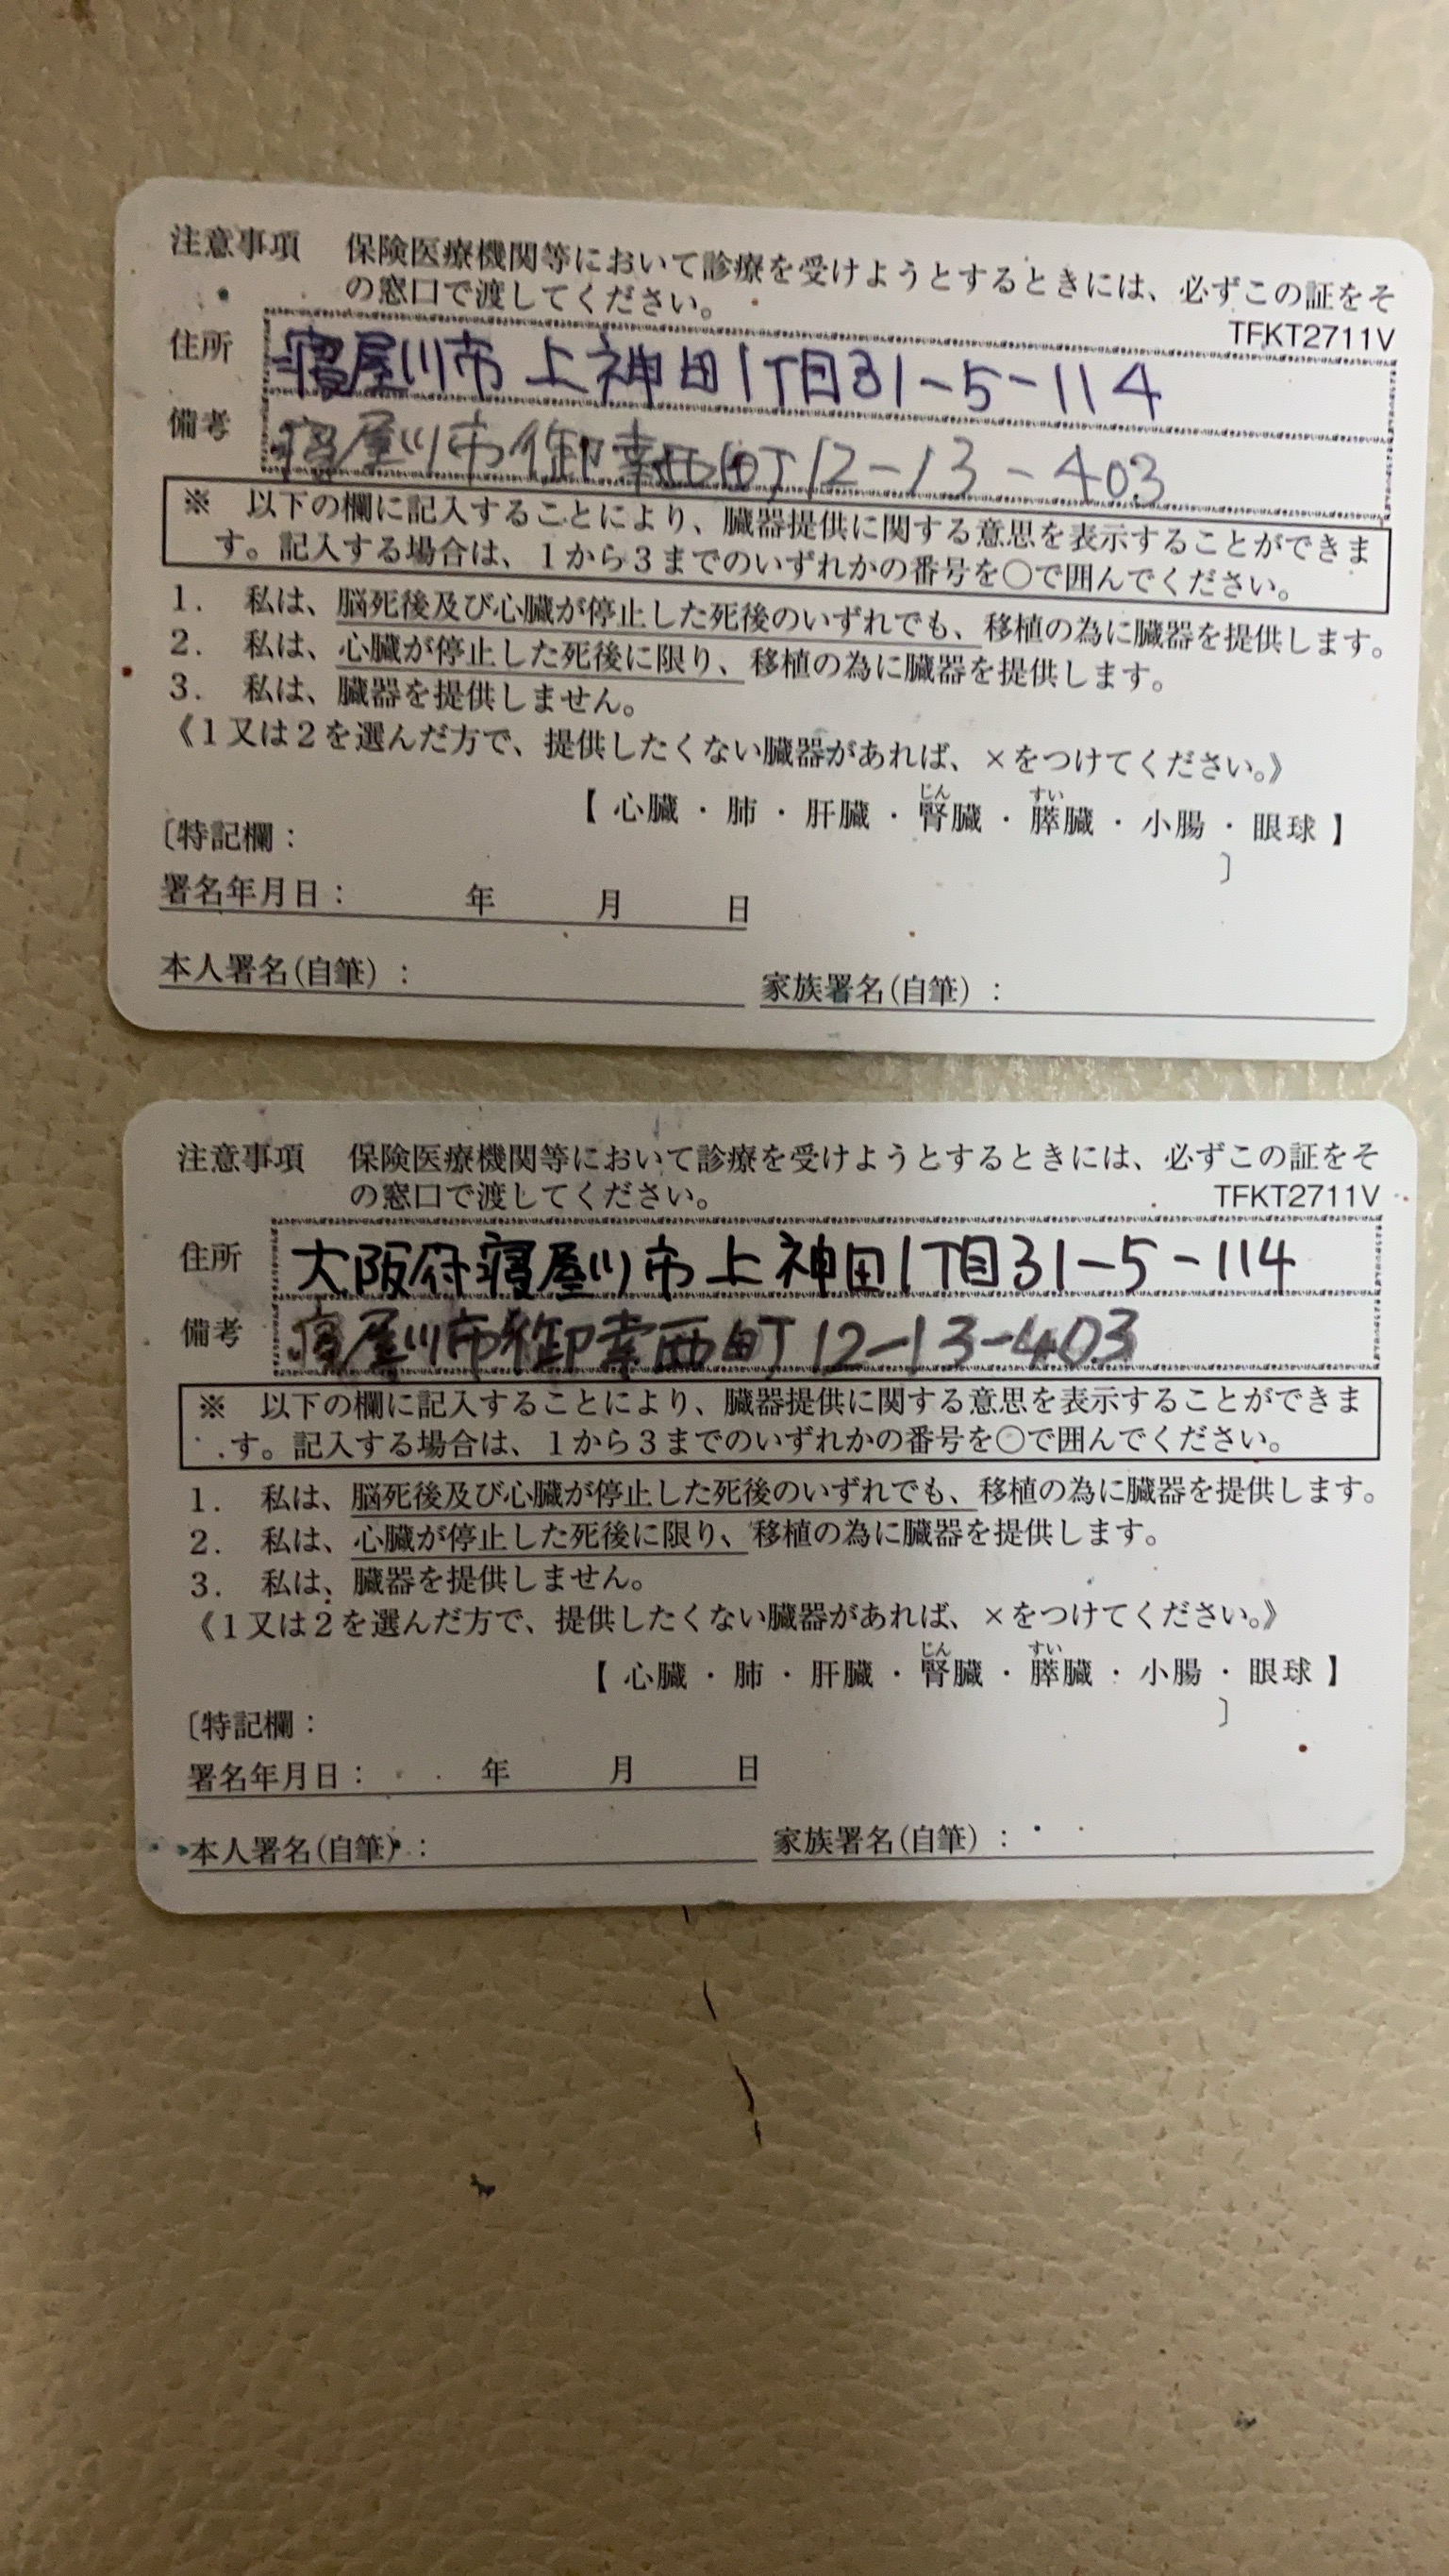 注意事項 保険医療機関等において診療を受けようとするときには、必ずこの証をそ
の窓口で渡してください。
TFKT2711V
住所 寝屋川市上神田1丁目31-5-114
備考 寝屋川市御幸西町12-13-403
※ 以下の欄に記入することにより、臓器提供に関する意思を表示することができま
す。記入する場合は、1から3までのいずれかの番号を〇で囲んでください。
1. 私は、脳死後及び心臓が停止した死後のいずれでも、移植の為に臓器を提供します。
2. 私は、心臓が停止した死後に限り、移植の為に臓器を提供します。
3. 私は、臓器を提供しません。
《1又は2を選んだ方で、提供したくない臓器があれば、×をつけてください。》
じん すい
【 心臓 ・ 肺 ・ 肝臓 ・ 腎臓 ・ 膵臓 ・ 小腸 ・ 眼球 】
〔特記欄: 〕
署名年月日: 年 月 日
本人署名(自筆): 家族署名(自筆):
注意事項 保険医療機関等において診療を受けようとするときには、必ずこの証をそ
の窓口で渡してください。 TFKT2711V
住所 大阪府寝屋川市上神田1丁目31-5-114
備考 寝屋川市御幸西町12-13-403
※ 以下の欄に記入することにより、臓器提供に関する意思を表示することができま
す。記入する場合は、1から3までのいずれかの番号を〇で囲んでください。
1. 私は、脳死後及び心臓が停止した死後のいずれでも、移植の為に臓器を提供します。
2. 私は、心臓が停止した死後に限り、移植の為に臓器を提供します。
3. 私は、臓器を提供しません。
《1又は2を選んだ方で、提供したくない臓器があれば、×をつけてください。》
じん すい
【 心臓 ・ 肺 ・ 肝臓 ・ 腎臓 ・ 膵臓 ・ 小腸 ・ 眼球 】
〔特記欄: 〕
署名年月日: 年 月 日
本人署名(自筆): 家族署名(自筆):